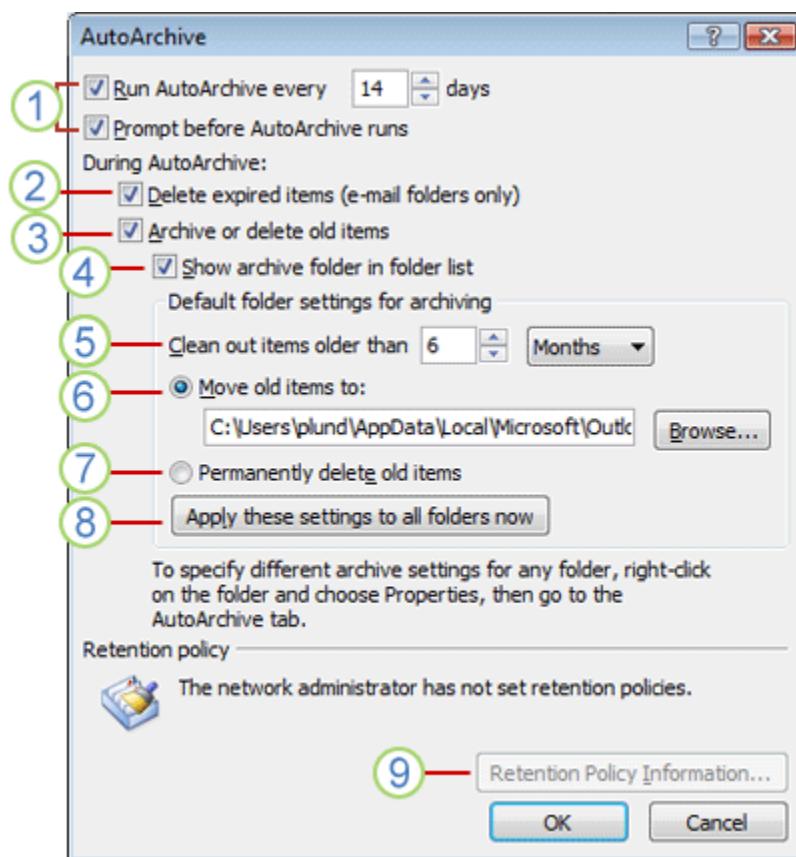 AutoArchive
1
Run AutoArchive every 14 days
Prompt before AutoArchive runs
During AutoArchive:
2 Delete expired items (e-mail folders only)
3 Archive or delete old items
4 Show archive folder in folder list
Default folder settings for archiving
5 Clean out items older than 6 Months
6 Move old items to:
C:\Users\plund\AppData\Local\Microsoft\Outlo Browse...
7 Permanently delete old items
8 Apply these settings to all folders now
To specify different archive settings for any folder, right-click
on the folder and choose Properties, then go to the
AutoArchive tab.
Retention policy
The network administrator has not set retention policies.
9 Retention Policy Information...
OK Cancel